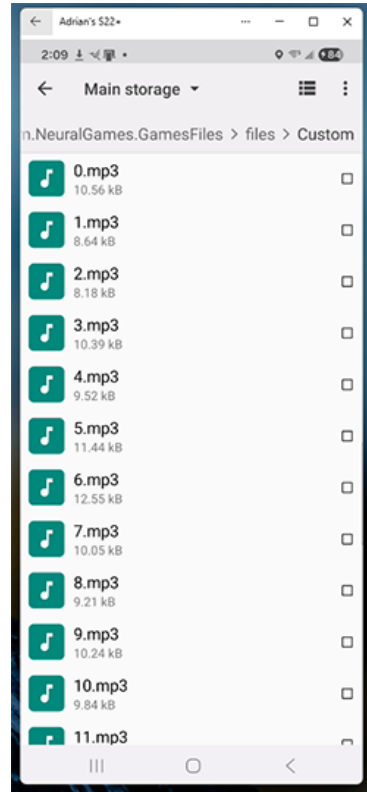 Adrian's S22+
2:09 84
Main storage
n.NeuralGames.GamesFiles > files > Custom
0.mp3
10.56 kB
1.mp3
8.64 kB
2.mp3
8.18 kB
3.mp3
10.39 kB
4.mp3
9.52 kB
5.mp3
11.44 kB
6.mp3
12.55 kB
7.mp3
10.05 kB
8.mp3
9.21 kB
9.mp3
10.24 kB
10.mp3
9.84 kB
11.mp3